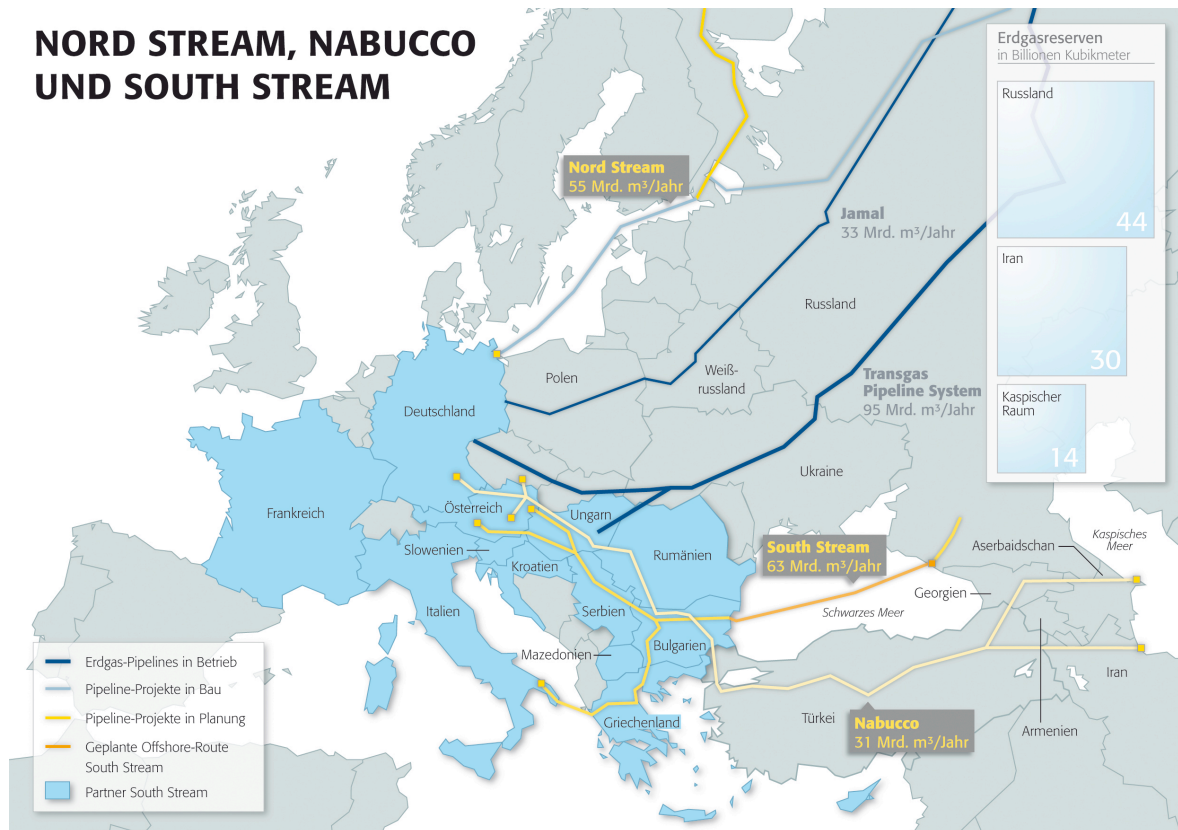 NORD STREAM, NABUCCO
UND SOUTH STREAM
Erdgasreserven
in Billionen Kubikmeter
Russland
44
Iran
30
Kaspischer
Raum
14
Nord Stream
55 Mrd. m³/Jahr
Jamal
33 Mrd. m³/Jahr
Russland
Transgas
Pipeline System
95 Mrd. m³/Jahr
Polen
Weiß-
russland
Deutschland
Ukraine
Frankreich
Österreich
Ungarn
Slowenien
Kroatien
Rumänien
South Stream
63 Mrd. m³/Jahr
Aserbaidschan
Kaspisches
Meer
Georgien
Schwarzes Meer
Italien
Serbien
Bulgarien
Mazedonien
Iran
Griechenland
Türkei
Nabucco
31 Mrd. m³/Jahr
Armenien
Erdgas-Pipelines in Betrieb
Pipeline-Projekte in Bau
Pipeline-Projekte in Planung
Geplante Offshore-Route
South Stream
Partner South Stream